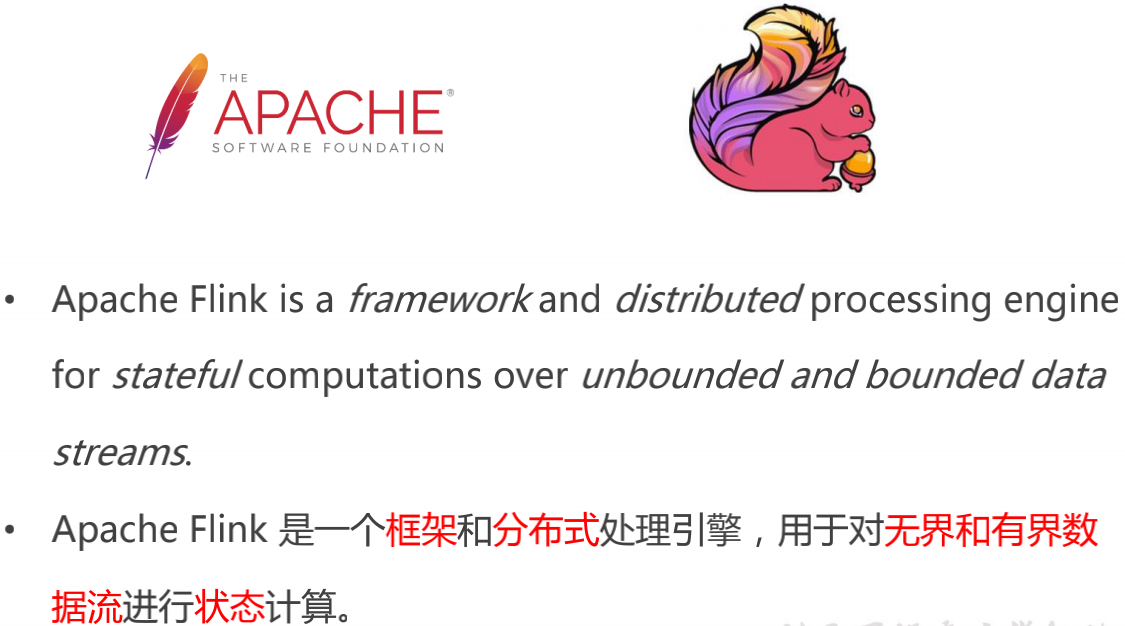 THE
APACHE®
SOFTWARE FOUNDATION
• Apache Flink is a framework and distributed processing engine
for stateful computations over unbounded and bounded data
streams.
• Apache Flink 是一个框架和分布式处理引擎，用于对无界和有界数
据流进行状态计算。